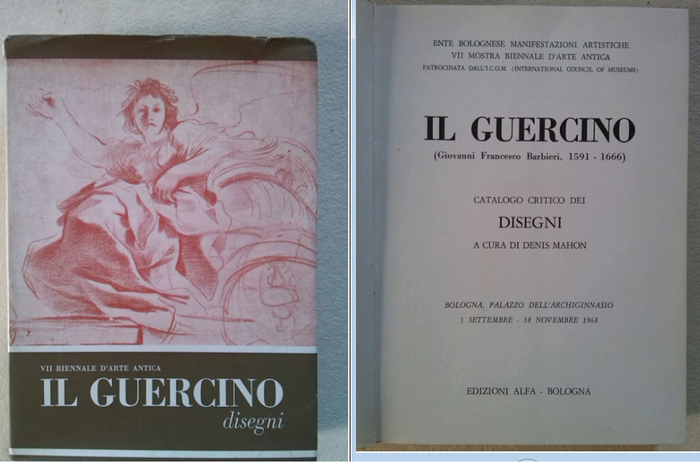 VII BIENNALE D'ARTE ANTICA
IL GUERCINO
disegni
ENTE BOLOGNESE MANIFESTAZIONI ARTISTICHE
VII MOSTRA BIENNALE D'ARTE ANTICA
PATROCINATA DALL'I.C.O.M. (INTERNATIONAL COUNCIL OF MUSEUMS)
IL GUERCINO
(Giovanni Francesco Barbieri, 1591 - 1666)
CATALOGO CRITICO DEI
DISEGNI
A CURA DI DENIS MAHON
BOLOGNA, PALAZZO DELL'ARCHIGINNASIO
1 SETTEMBRE - 18 NOVEMBRE 1968
EDIZIONI ALFA - BOLOGNA